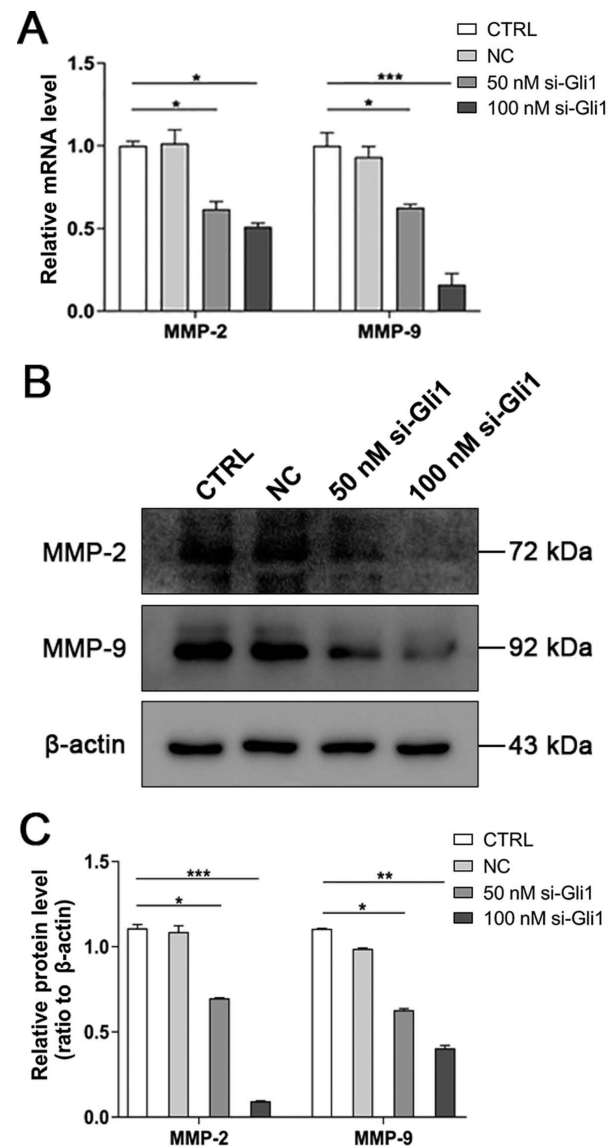 A
CTRL
NC
50 nM si-Gli1
100 nM si-Gli1
Relative mRNA level
1.5
1.0
0.5
0.0
*
*
***
*
MMP-2
MMP-9
B
CTRL
NC
50 nM si-Gli1
100 nM si-Gli1
MMP-2
72 kDa
MMP-9
92 kDa
β-actin
43 kDa
C
CTRL
NC
50 nM si-Gli1
100 nM si-Gli1
Relative protein level
(ratio to β-actin)
1.5
1.0
0.5
0.0
***
*
**
*
MMP-2
MMP-9